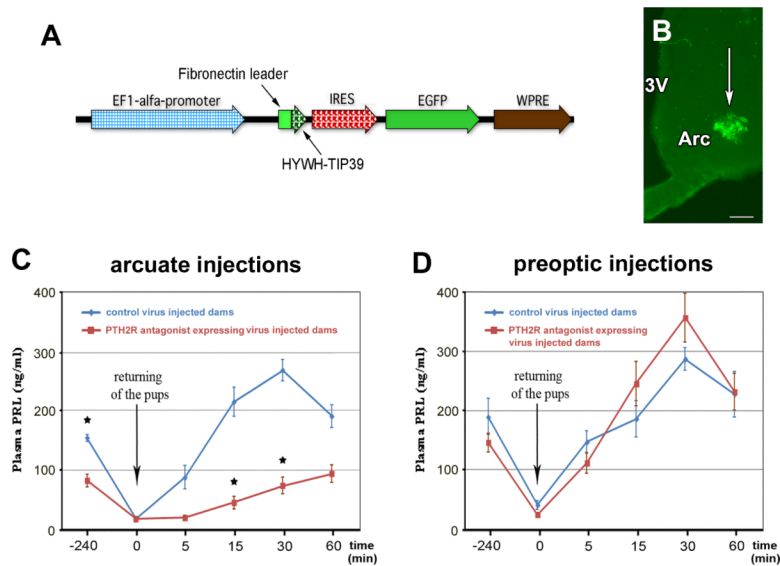 A
Fibronectin leader
EF1-alfa-promoter
IRES
EGFP
WPRE
HYWH-TIP39
B
3V
Arc
C
arcuate injections
400
300
200
100
0
Plasma PRL (ng/ml)
control virus injected dams
PTH2R antagonist expressing virus injected dams
returning
of the pups
-240
0
5
15
30
60
time
(min)
D
preoptic injections
400
300
200
100
0
Plasma PRL (ng/ml)
control virus injected dams
PTH2R antagonist expressing
virus injected dams
returning
of the pups
-240
0
5
15
30
60
time
(min)